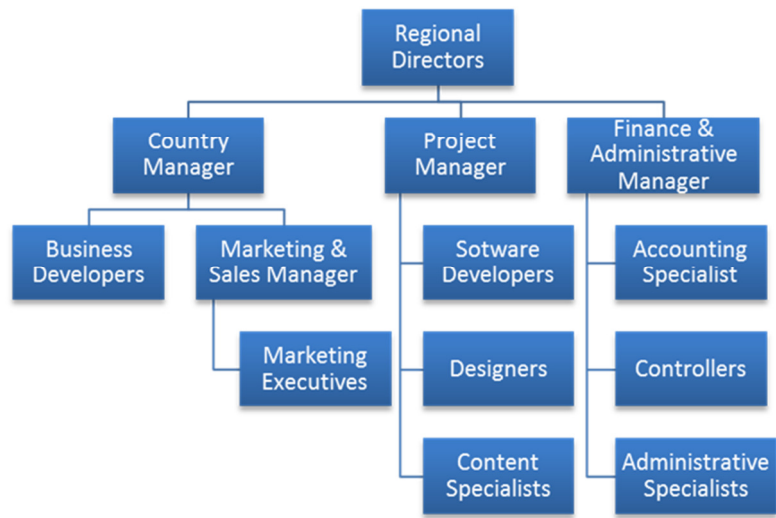 Regional
Directors
Country
Manager
Project
Manager
Finance &
Administrative
Manager
Business
Developers
Marketing &
Sales Manager
Sotware
Developers
Accounting
Specialist
Marketing
Executives
Designers
Controllers
Content
Specialists
Administrative
Specialists